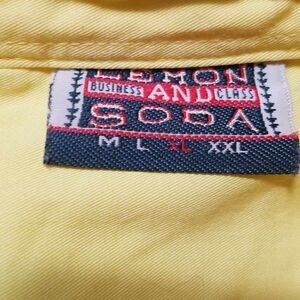 LEMON
BUSINESS AND CLASS
SODA
M L XL XXL